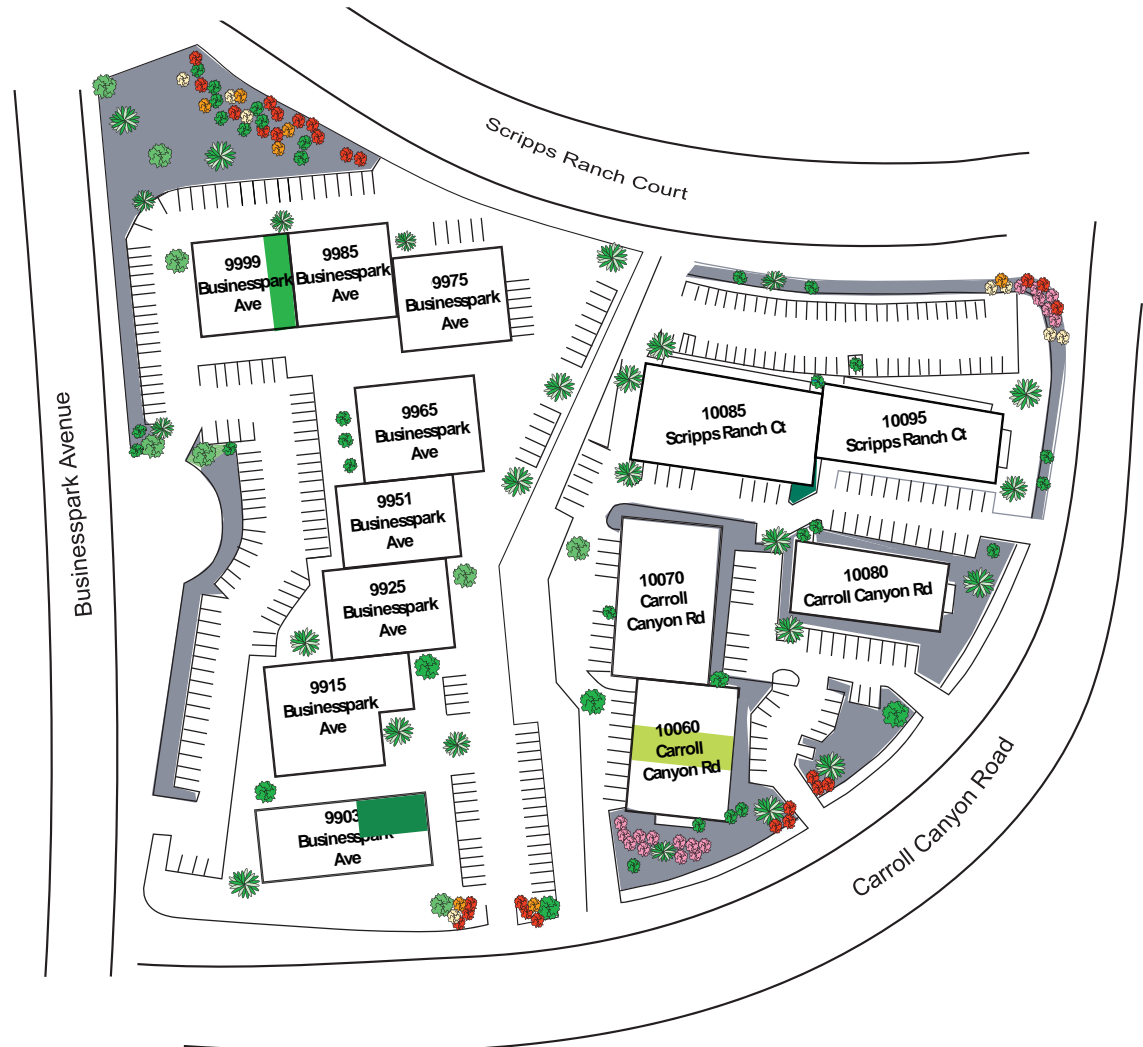 Scripps Ranch Court
9999
Businesspark
Ave
9985
Businesspark
Ave
9975
Businesspark
Ave
9965
Businesspark
Ave
10085
Scripps Ranch Ct
10095
Scripps Ranch Ct
Businesspark Avenue
9951
Businesspark
Ave
9925
Businesspark
Ave
10070
Carroll
Canyon Rd
10080
Carroll Canyon Rd
9915
Businesspark
Ave
10060
Carroll
Canyon Rd
9903
Businesspark
Ave
Carroll Canyon Road